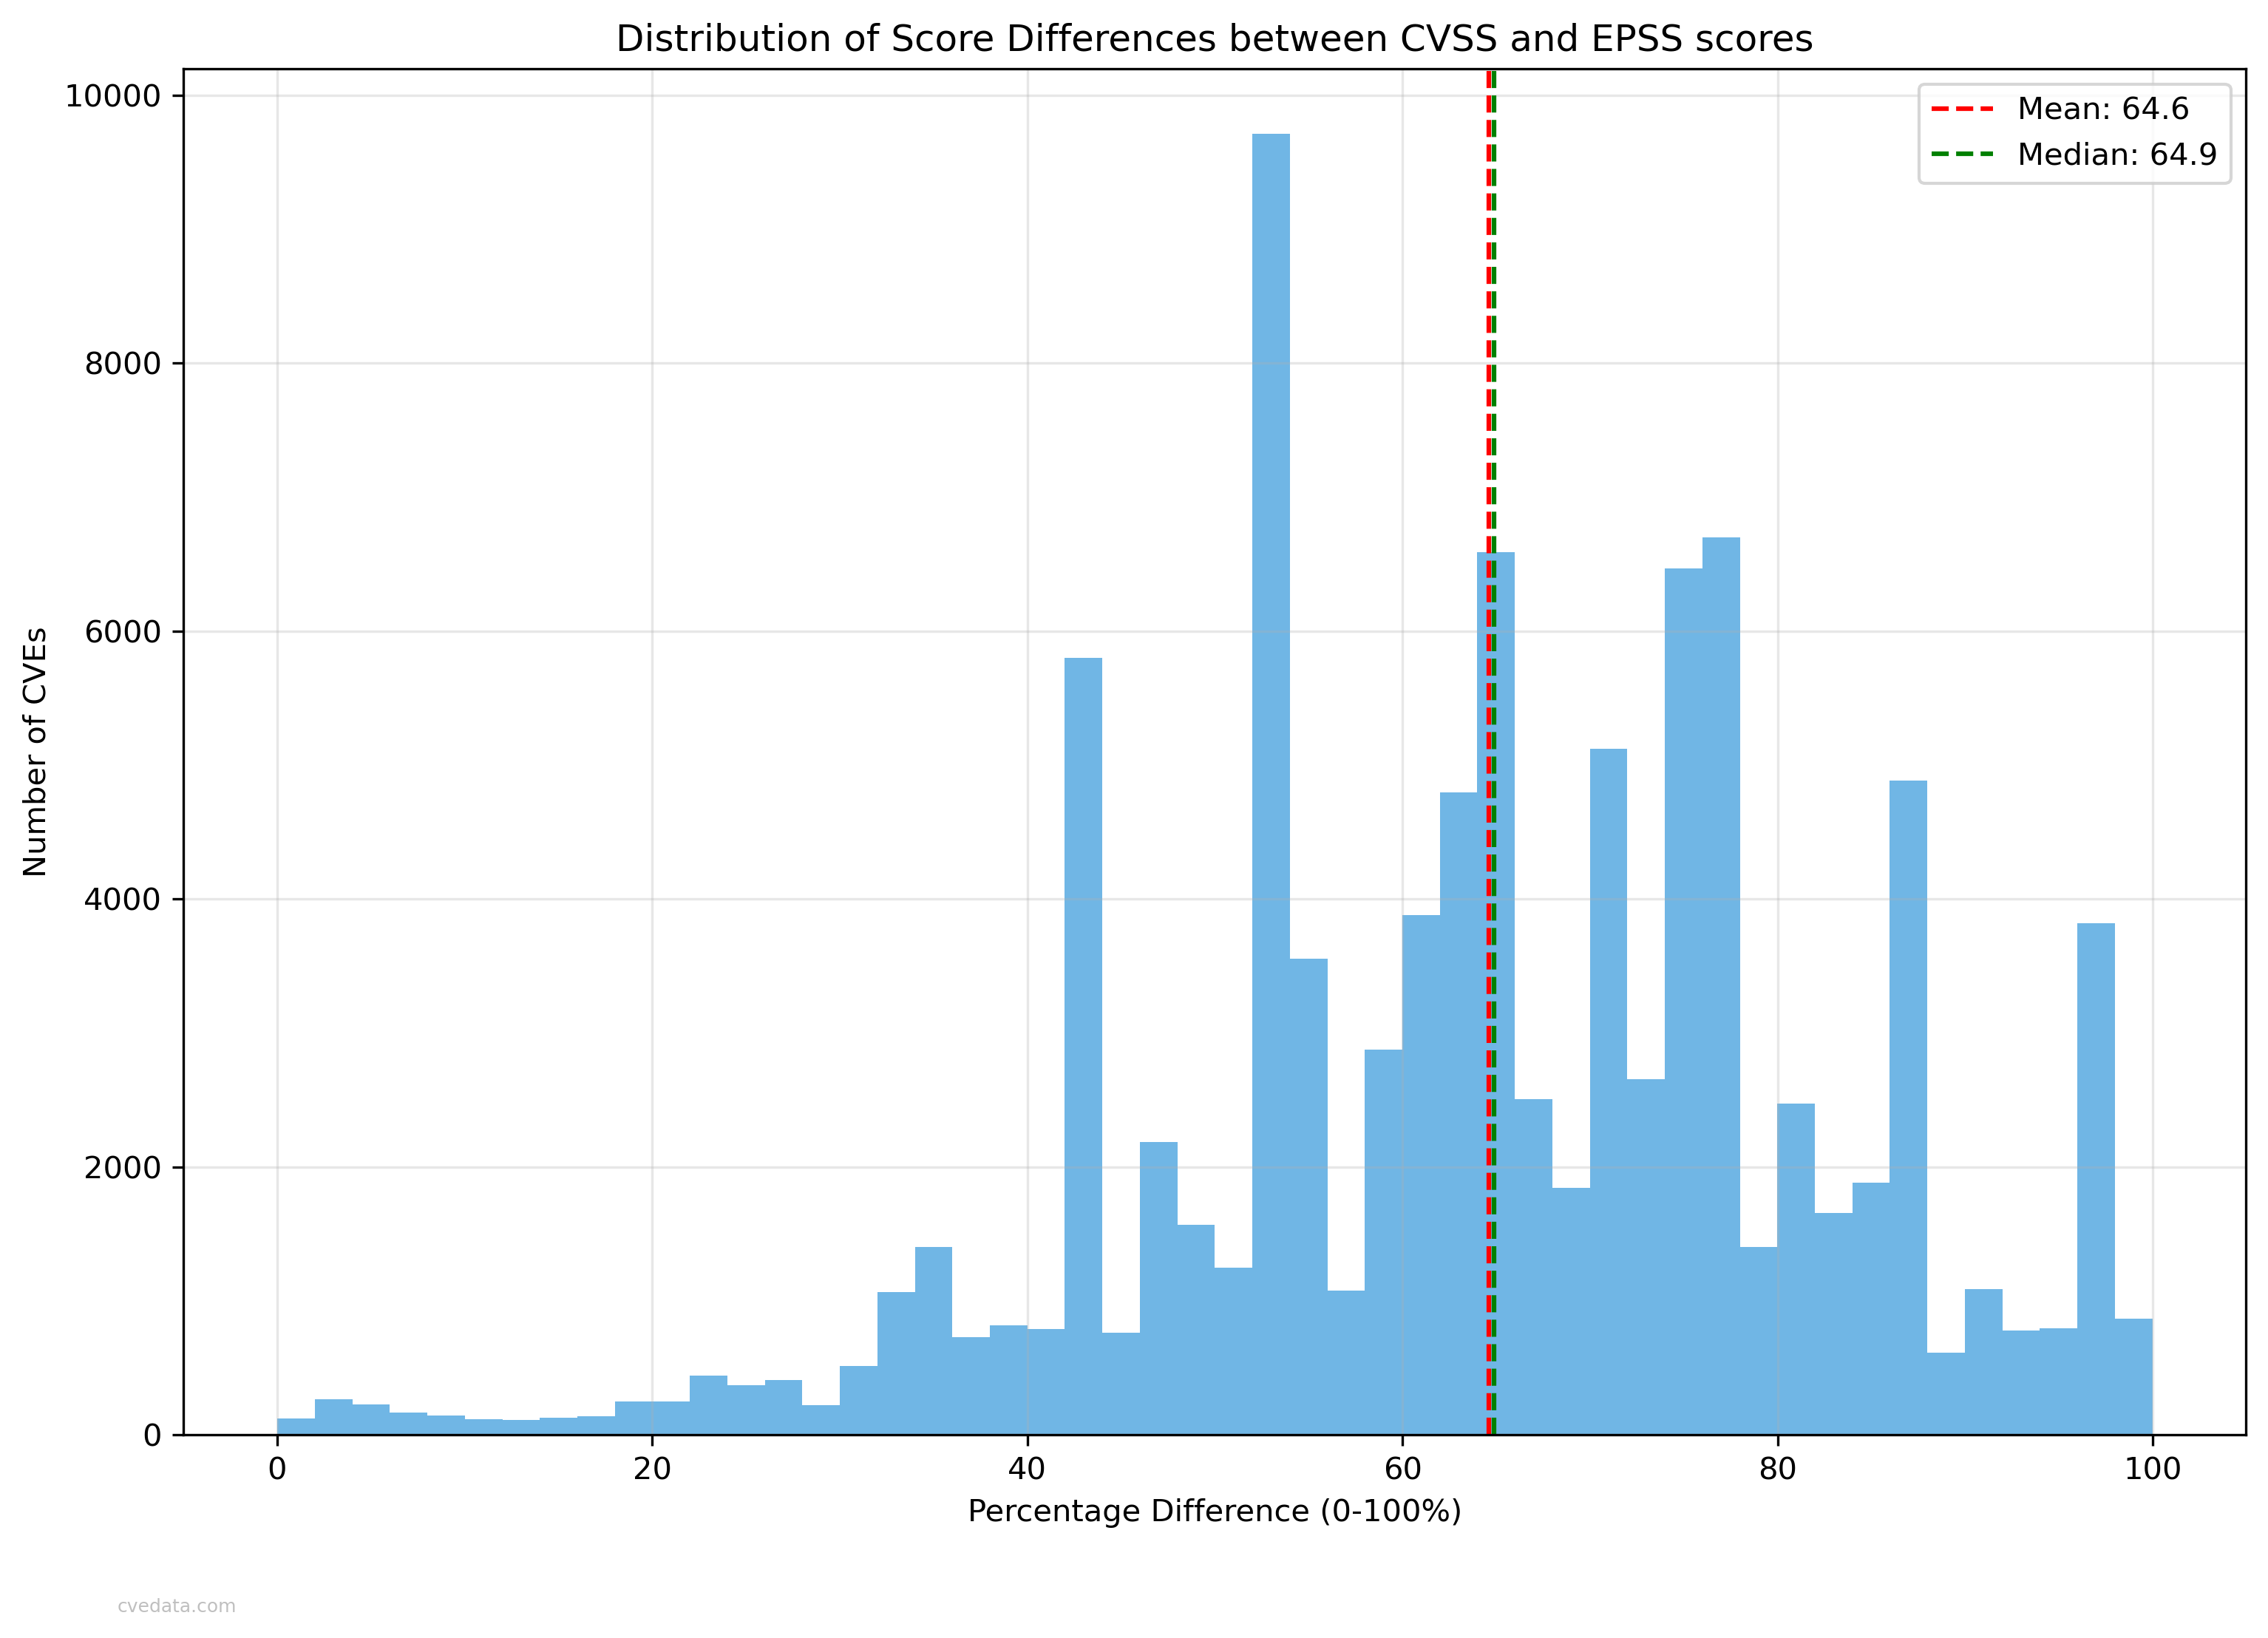 Distribution of Score Differences between CVSS and EPSS scores
Mean: 64.6
Median: 64.9
Number of CVEs
10000
8000
6000
4000
2000
0
0 20 40 60 80 100
Percentage Difference (0-100%)
cvedata.com